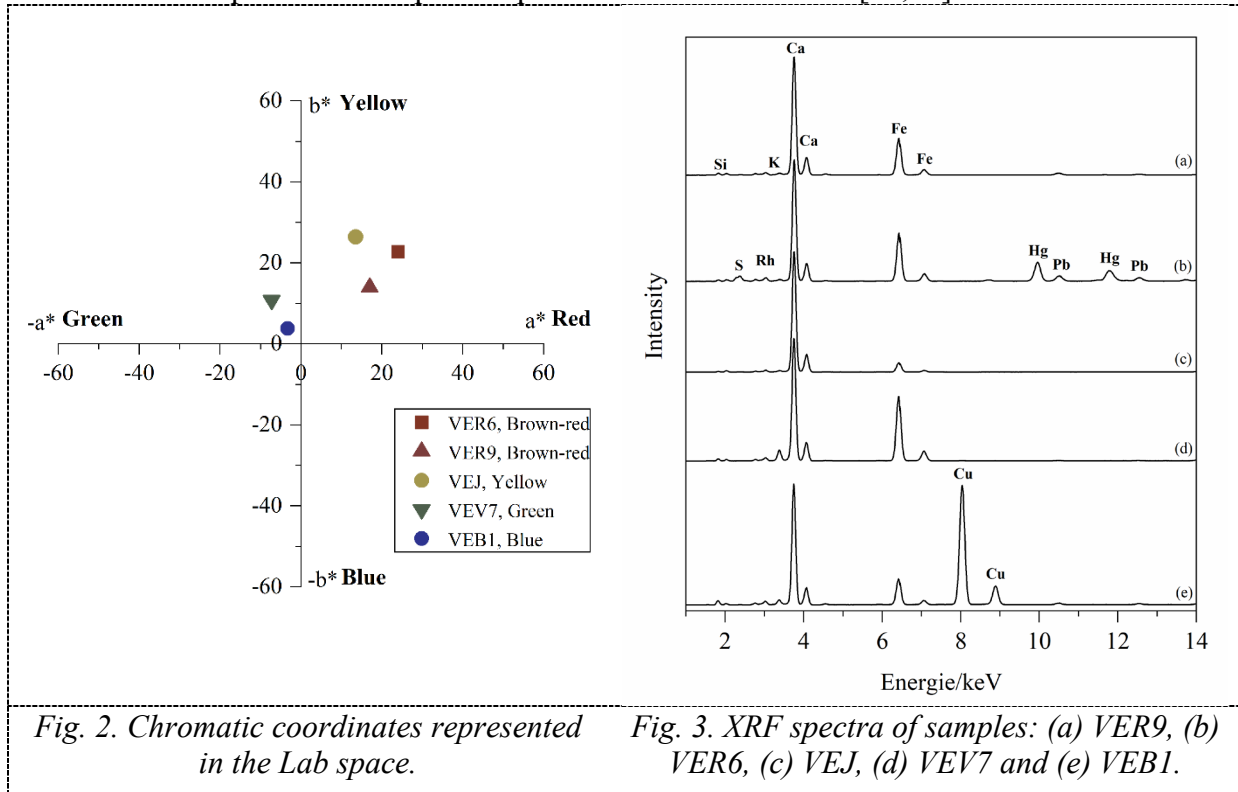 60
b* Yellow
40
20
-a* Green
0
a* Red
-60 -40 -20 0 20 40 60
-20
-40
-60
-b* Blue
VER6, Brown-red
VER9, Brown-red
VEJ, Yellow
VEV7, Green
VEB1, Blue
Ca
Ca
Fe
Fe
Si
K
(a)
S
Rh
Hg
Pb
Hg
Pb
(b)
(c)
(d)
Cu
Cu
(e)
Intensity
2 4 6 8 10 12 14
Energie/keV
Fig. 2. Chromatic coordinates represented
in the Lab space.
Fig. 3. XRF spectra of samples: (a) VER9, (b)
VER6, (c) VEJ, (d) VEV7 and (e) VEB1.